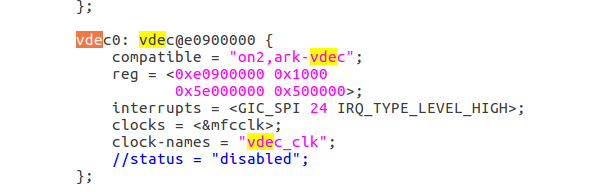 };
vdec0: vdec@e0900000 {
compatible = "on2,ark-vdec";
reg = <0xe0900000 0x1000
0x5e000000 0x500000>;
interrupts = <GIC_SPI 24 IRQ_TYPE_LEVEL_HIGH>;
clocks = <&mfcclk>;
clock-names = "vdec_clk";
//status = "disabled";
};